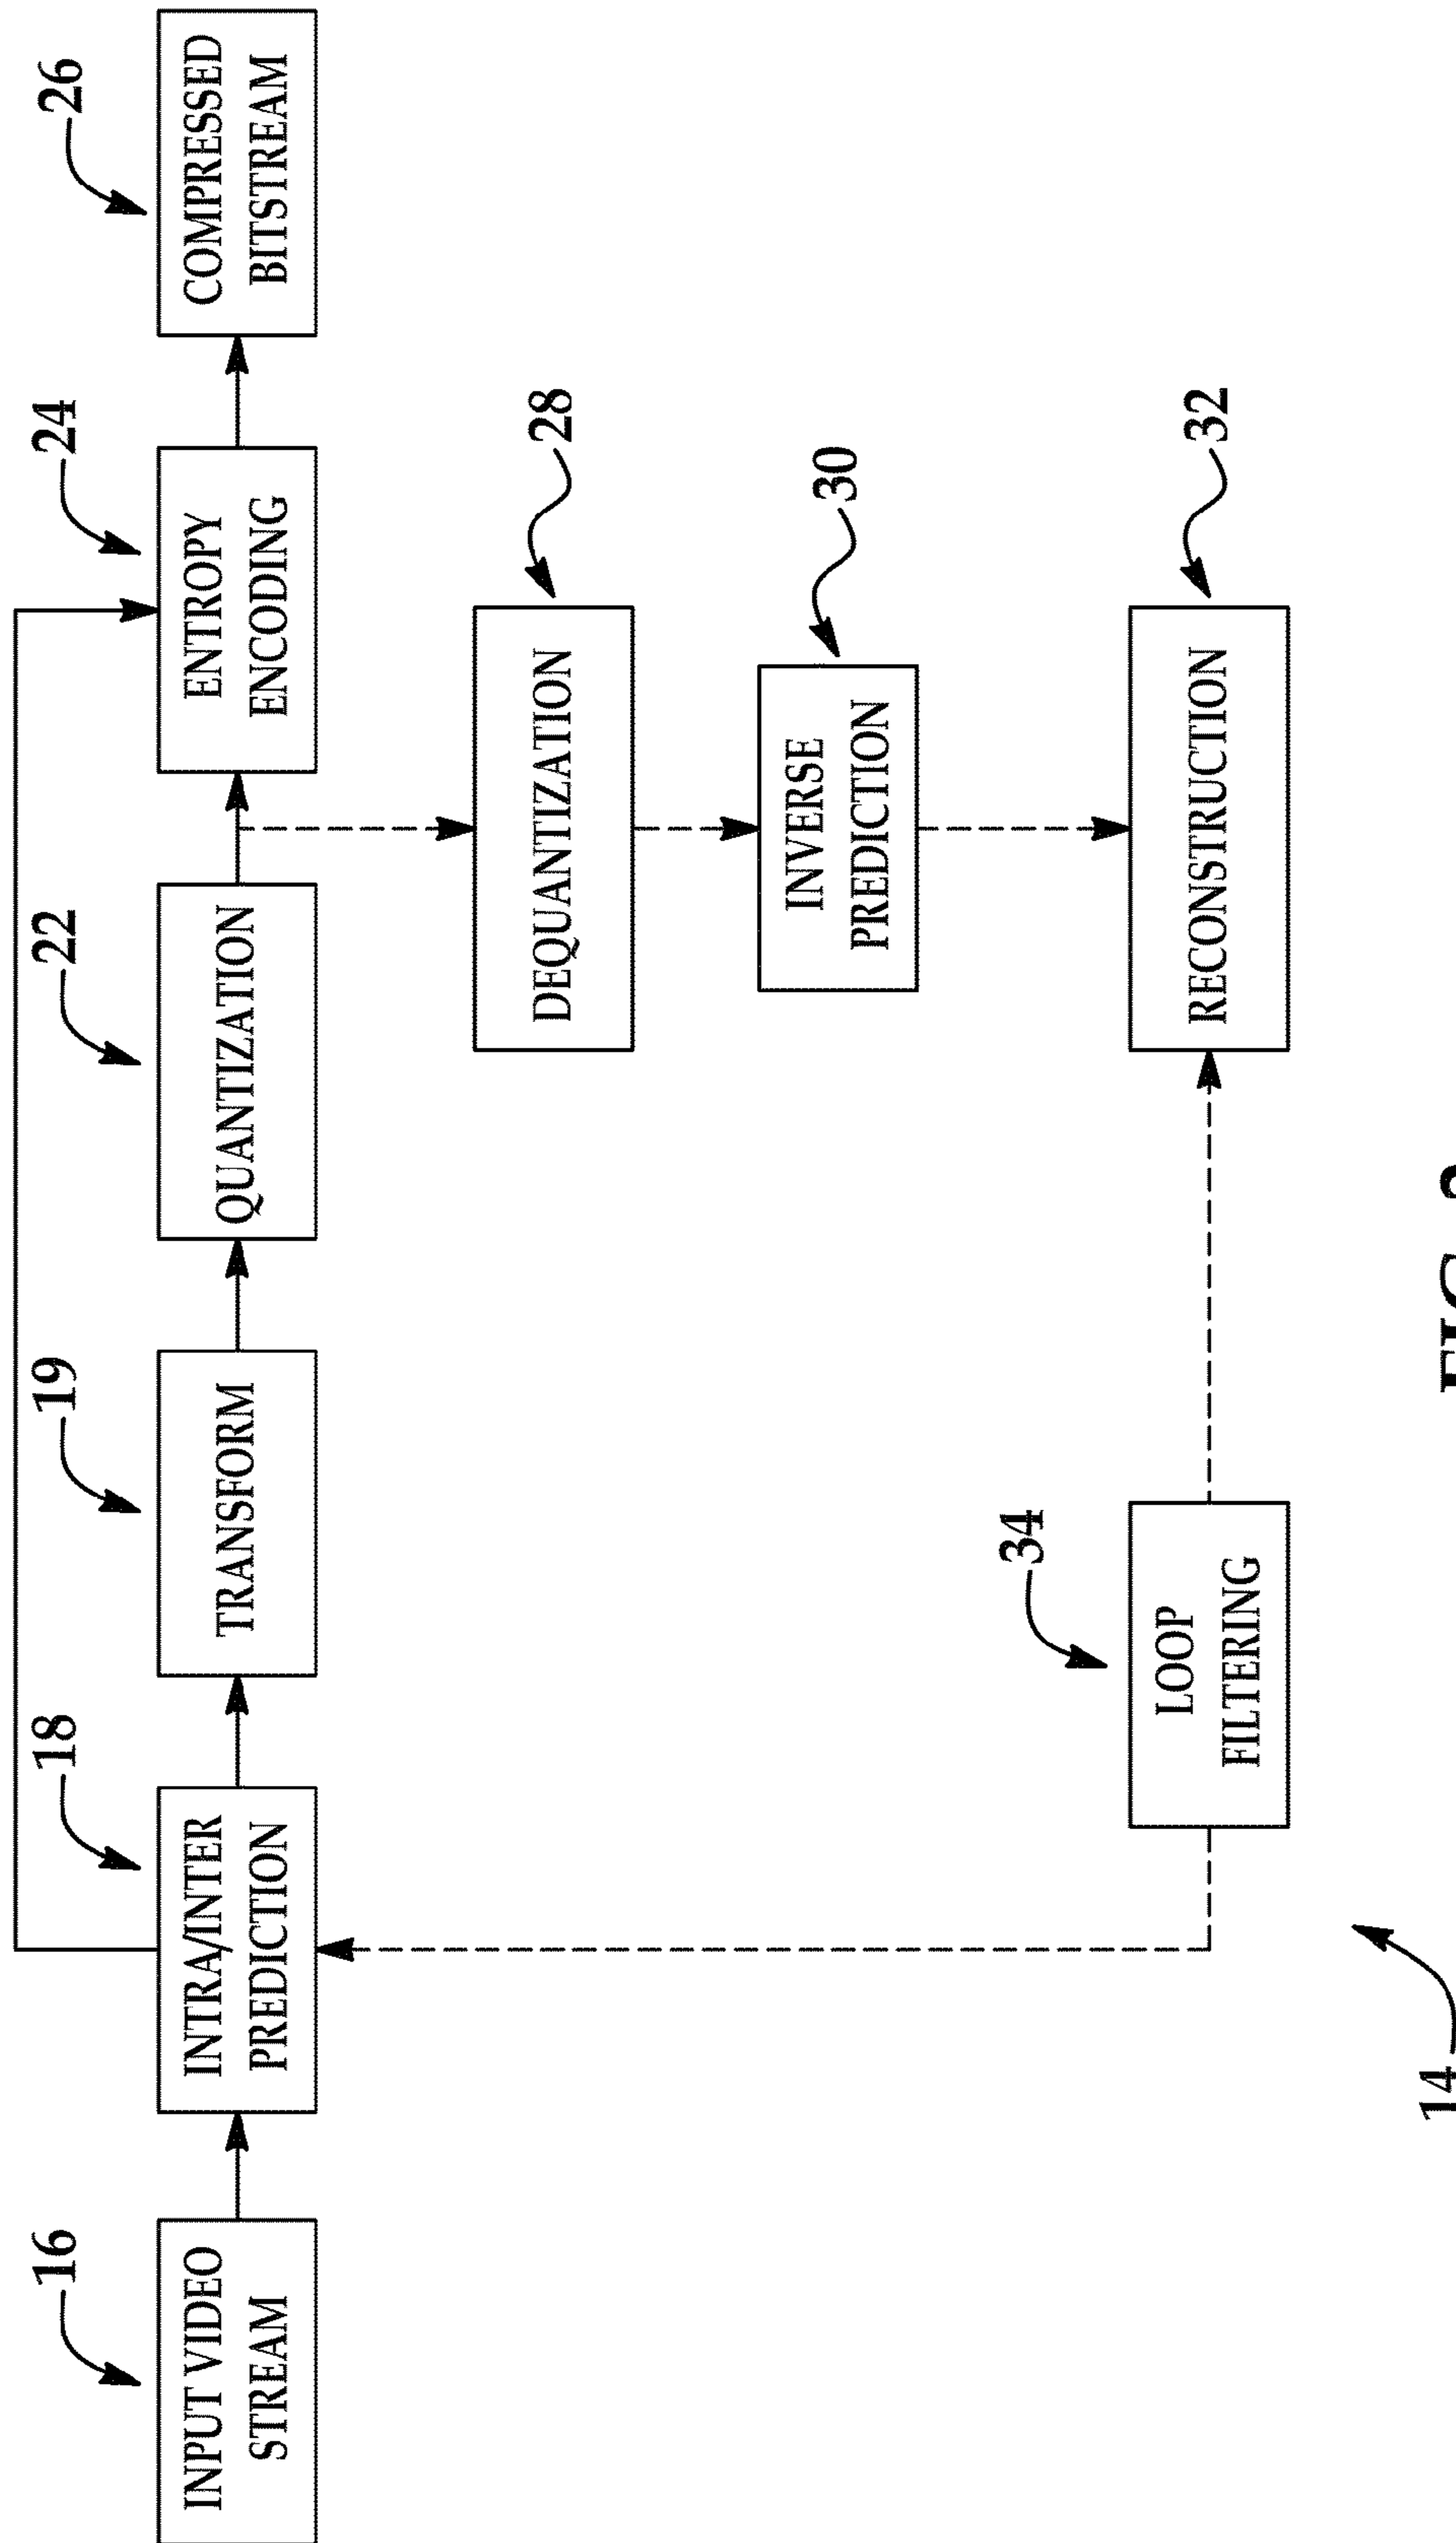 16
INPUT VIDEO
STREAM
18
INTRA/INTER
PREDICTION
19
TRANSFORM
22
QUANTIZATION
24
ENTROPY
ENCODING
26
COMPRESSED
BITSTREAM
28
DEQUANTIZATION
30
INVERSE
PREDICTION
32
RECONSTRUCTION
34
LOOP
FILTERING
14
FIG.